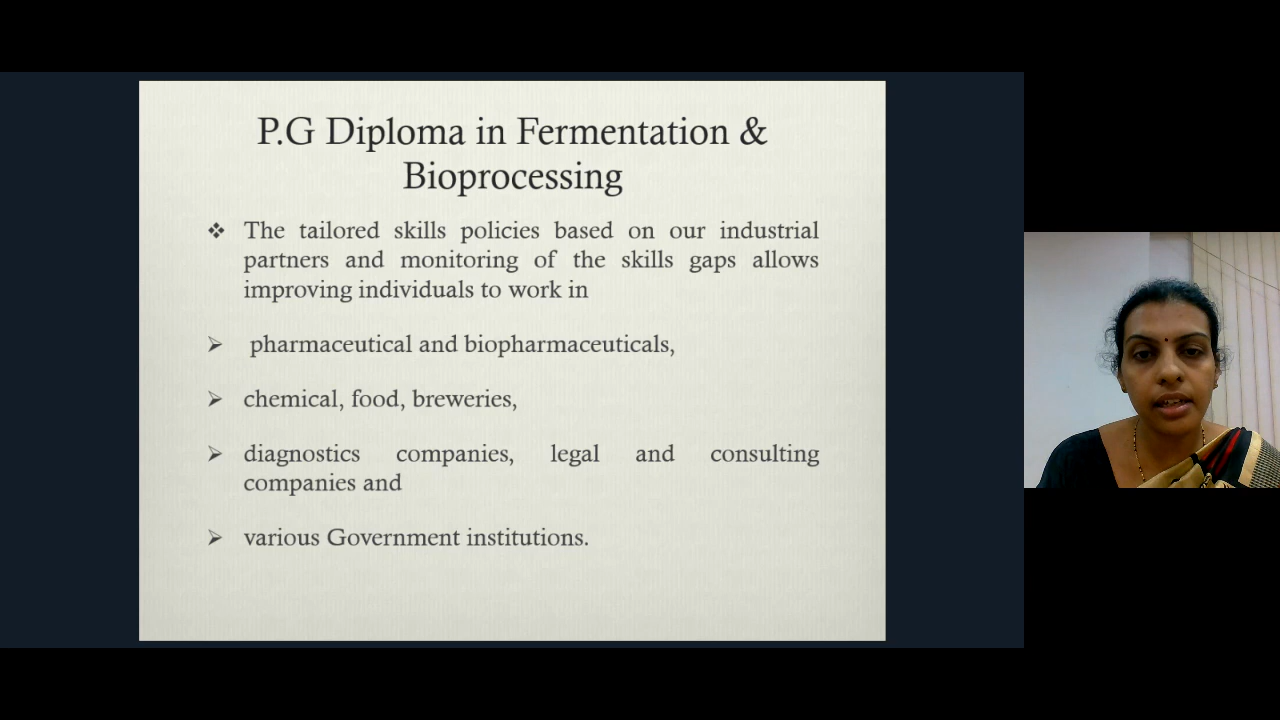 P.G Diploma in Fermentation &
Bioprocessing
❖ The tailored skills policies based on our industrial
partners and monitoring of the skills gaps allows
improving individuals to work in
➢ pharmaceutical and biopharmaceuticals,
➢ chemical, food, breweries,
➢ diagnostics companies, legal and consulting
companies and
➢ various Government institutions.